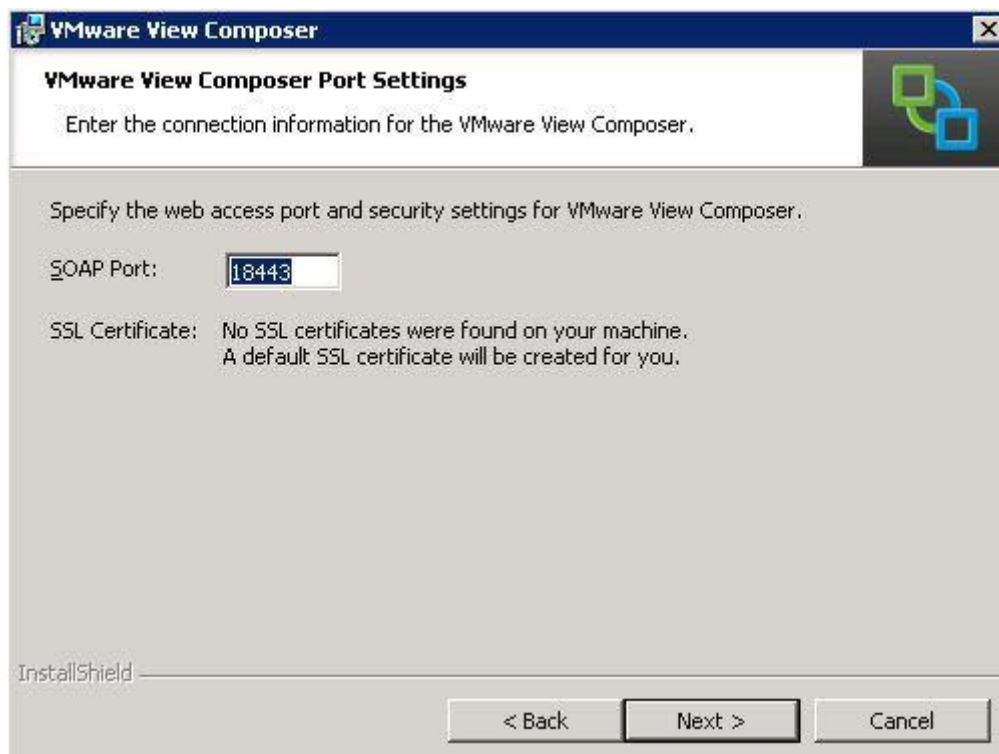 VMware View Composer
VMware View Composer Port Settings
Enter the connection information for the VMware View Composer.
Specify the web access port and security settings for VMware View Composer.
SOAP Port: 18443
SSL Certificate: No SSL certificates were found on your machine.
A default SSL certificate will be created for you.
InstallShield
< Back Next > Cancel